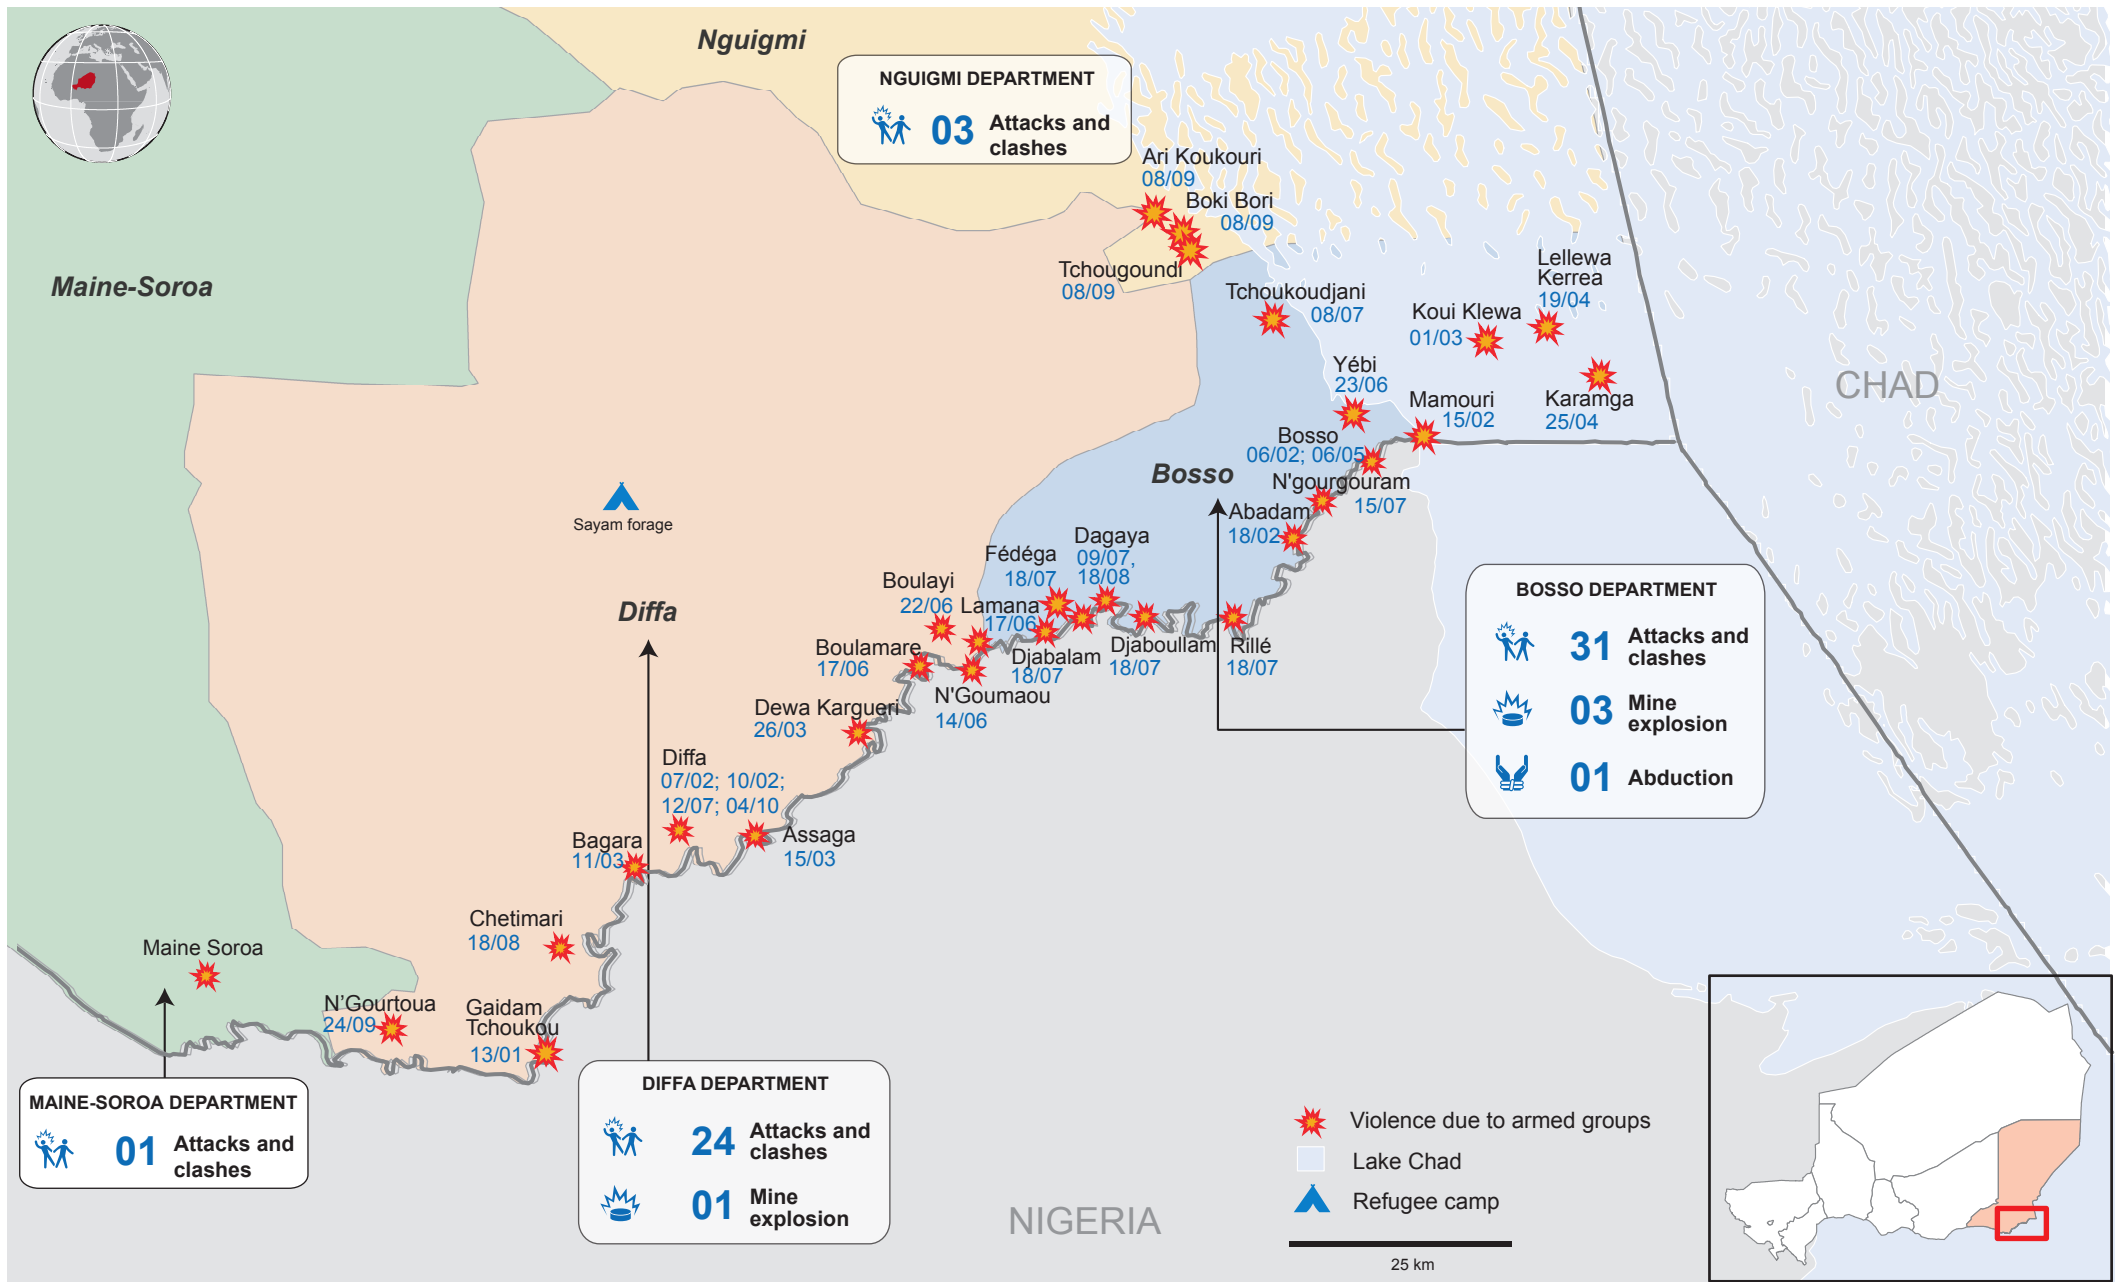 Nguigmi
NGUIGMI DEPARTMENT
03
Attacks and
clashes
Ari Koukouri
08/09
Boki Bori
08/09
Tchougoundi
08/09
Maine-Soroa
Lellewa
Kerrea
19/04
Tchoukoudjani
08/07
Koui Klewa
01/03
CHAD
Yébi
23/06
Karamga
25/04
Mamouri
15/02
Bosso
06/02; 06/05
Bosso
N'gourgouram
15/07
Abadam
18/02
Sayam forage
Dagaya
09/07,
18/08
Fédéga
18/07
Boulayi
22/06
Lamana
17/06
Diffa
Boulamare
17/06
Djabalam
18/07
Djaboullam
18/07
Rillé
18/07
N'Goumaou
14/06
Dewa Kargueri
26/03
BOSSO DEPARTMENT
31
Attacks and
clashes
03
Mine
explosion
01
Abduction
Diffa
07/02; 10/02;
12/07; 04/10
Assaga
15/03
Bagara
11/03
Chetimari
18/08
Maine Soroa
N'Gourtoua
24/09
Gaidam
Tchoukou
13/01
MAINE-SOROA DEPARTMENT
01
Attacks and
clashes
DIFFA DEPARTMENT
24
Attacks and
clashes
01
Mine
explosion
NIGERIA
Violence due to armed groups
Lake Chad
Refugee camp
25 km